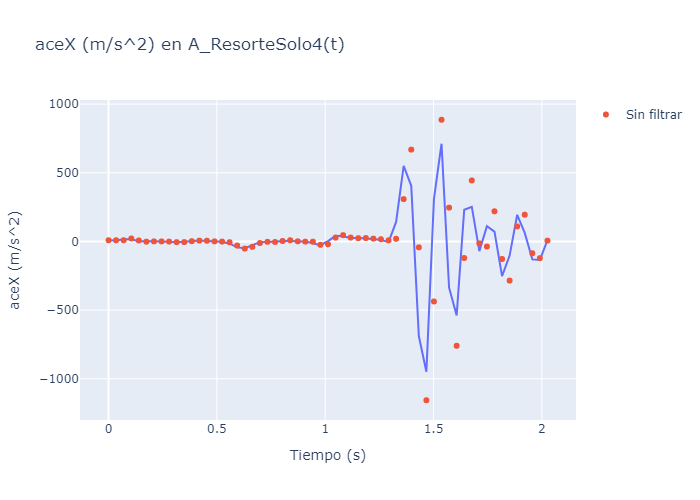 aceX (m/s^2) en A_ResorteSolo4(t)
Sin filtrar
aceX (m/s^2)
1000
500
0
−500
−1000
0
0.5
1
1.5
2
Tiempo (s)